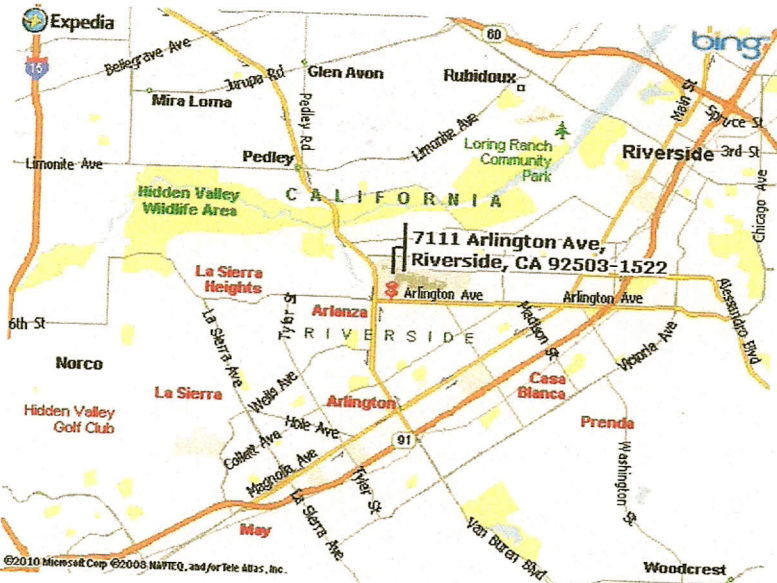 Expedia
60
bing
15
Bellegrave Ave
Jurupa Rd
Glen Avon
Rubidoux
Main St
Spruce St
Mira Loma
Pedley Rd
Limonite Ave
Loring Ranch
Community
Park
Riverside
3rd St
Limonite Ave
Pedley
Chicago Ave
Hidden Valley
Wildlife Area
CALIFORNIA
7111 Arlington Ave,
Riverside, CA 92503-1522
La Sierra
Heights
Arlington Ave
Arlington Ave
Alessandro Blvd
6th St
Tyler St
Arlanza
RIVERSIDE
Madison St
La Sierra Ave
Victoria Ave
Norco
Wells Ave
Casa
Blanca
La Sierra
Arlington
Hidden Valley
Golf Club
Hole Ave
Prenda
Collett Ave
91
Washington St
Magnolia Ave
Tyler St
La Sierra Ave
May
Van Buren Blvd
©2010 Microsoft Corp ©2008 NAVTEQ, and/or Tele Atlas, Inc.
Woodcrest